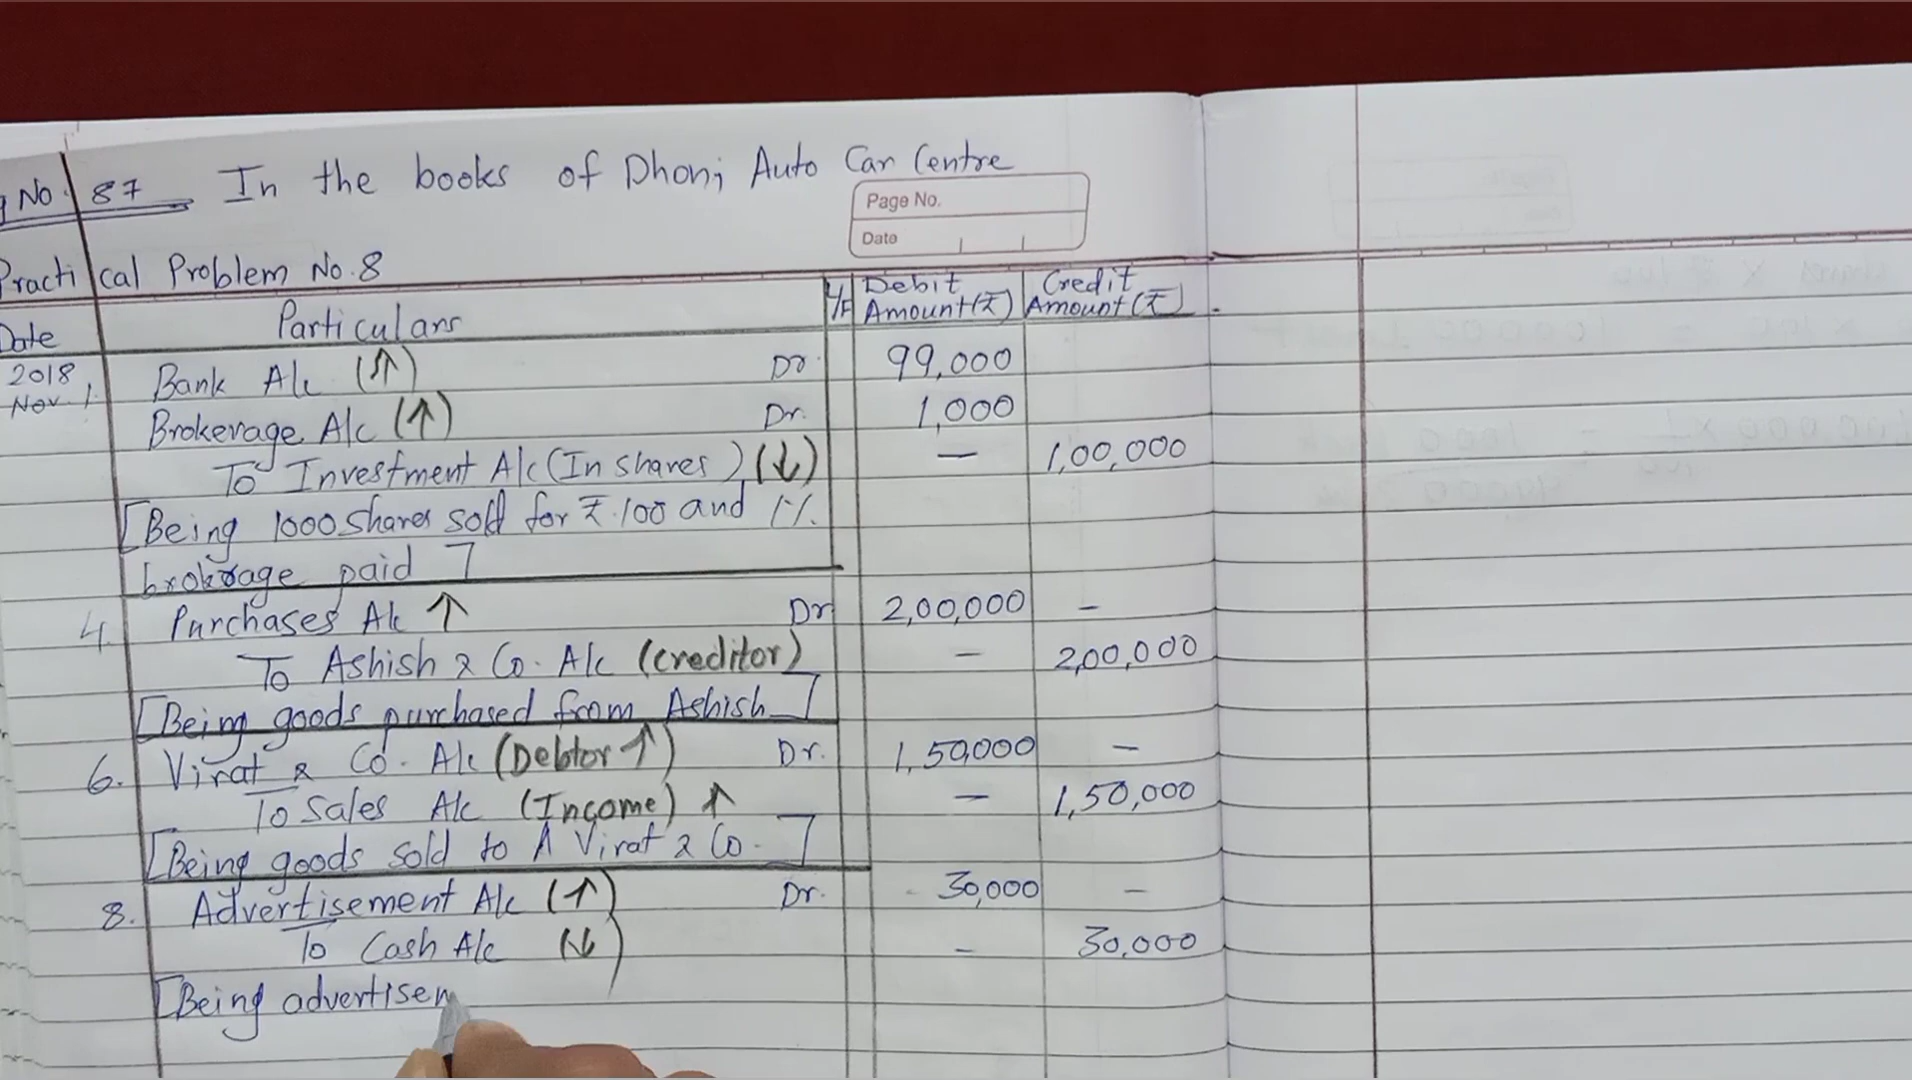 No. 87 In the books of Dhoni Auto Car Centre
Page No.
Date
Practical Problem No. 8
Date Particulars L/F Debit Amount (₹) Credit Amount (₹)
2018 Nov. 1. Bank A/c (↑) Dr 99,000
Brokerage A/c (↑) Dr. 1,000
To Investment A/c (In shares) (↓) — 1,00,000
[Being 1000 shares sold for ₹.100 and 1%.
brokrage paid ]
4. Purchases A/c ↑ Dr 2,00,000 —
To Ashish & Co. A/c (creditor) — 2,00,000
[Being goods purchased from Ashish ]
6. Virat & Co. A/c (Debtor ↑) Dr. 1,50,000 —
To Sales A/c (Income) ↑ — 1,50,000
[Being goods sold to A Virat & Co. ]
8. Advertisement A/c (↑) Dr. 30,000 —
To Cash A/c (↓) — 30,000
[Being advertisem